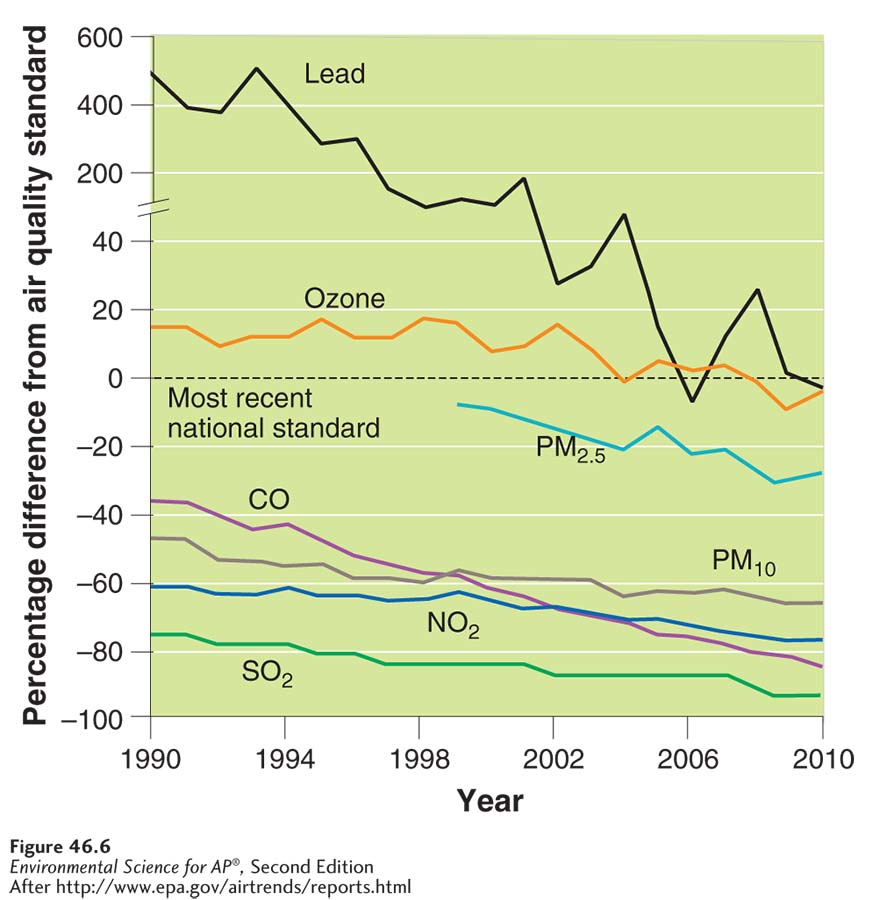 Percentage difference from air quality standard
600
400
200
40
20
0
−20
−40
−60
−80
−100
Lead
Ozone
Most recent
national standard
PM2.5
CO
PM10
NO2
SO2
1990 1994 1998 2002 2006 2010
Year
Figure 46.6
Environmental Science for AP®, Second Edition
After http://www.epa.gov/airtrends/reports.html